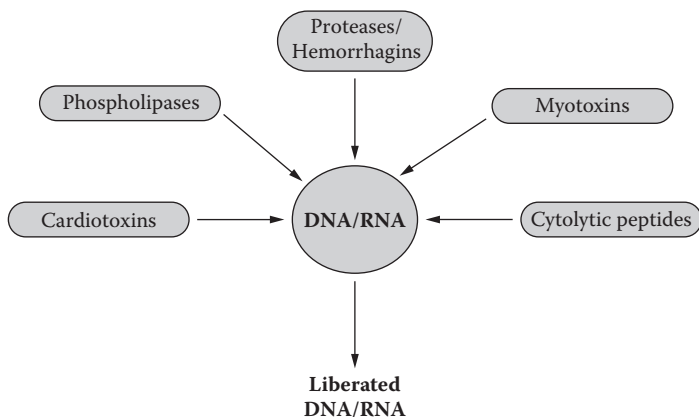 Proteases/
Hemorrhagins
Phospholipases
Myotoxins
Cardiotoxins
DNA/RNA
Cytolytic peptides
Liberated
DNA/RNA